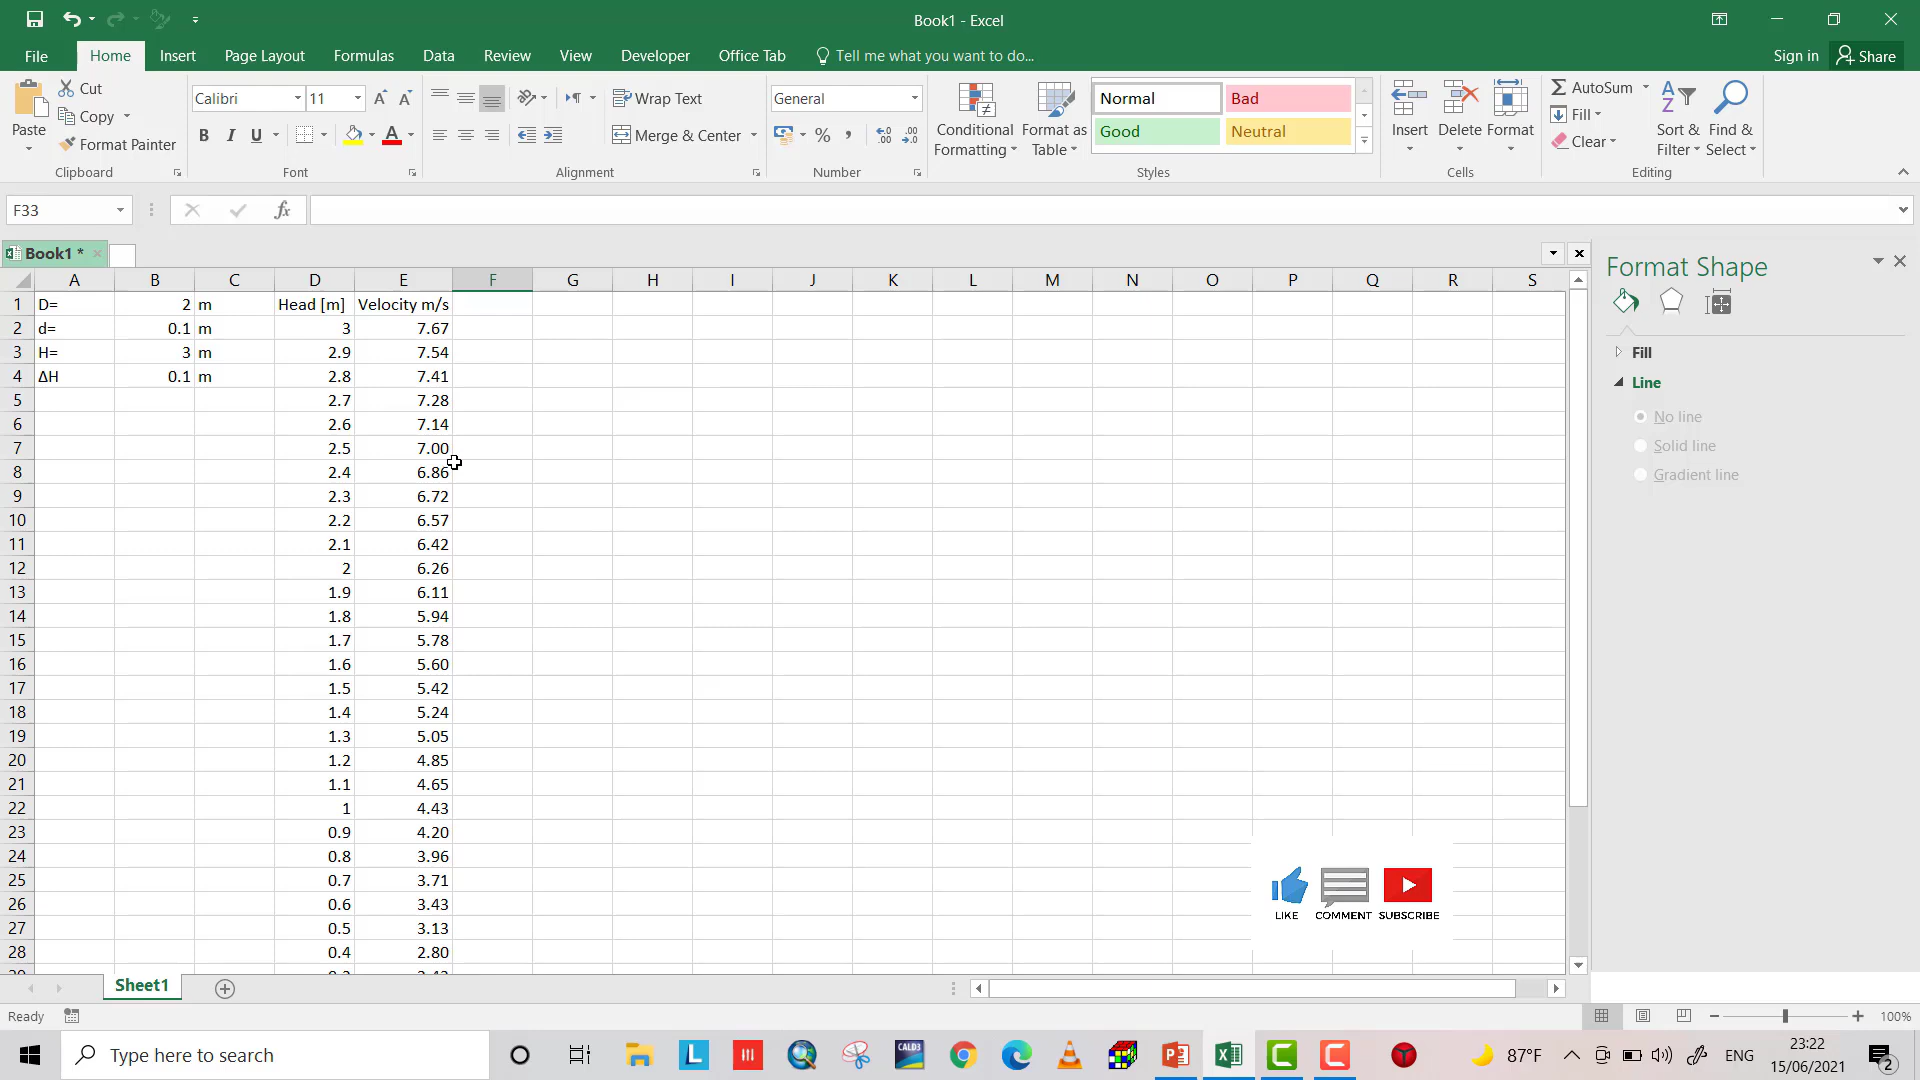 Book1 - Excel
File Home Insert Page Layout Formulas Data Review View Developer Office Tab Tell me what you want to do... Sign in Share
Paste Cut Copy Format Painter Clipboard
Calibri 11 B I U A A A Font
Wrap Text Merge & Center Alignment
General % , Number
Conditional Formatting Format as Table Normal Bad Good Neutral Styles
Insert Delete Format Cells
AutoSum Fill Clear Sort & Filter Find & Select Editing
F33 fx
Book1 *
A B C D E F G H I J K L M N O P Q R S
1 D= 2 m Head [m] Velocity m/s
2 d= 0.1 m 3 7.67
3 H= 3 m 2.9 7.54
4 ΔH 0.1 m 2.8 7.41
5 2.7 7.28
6 2.6 7.14
7 2.5 7.00
8 2.4 6.86
9 2.3 6.72
10 2.2 6.57
11 2.1 6.42
12 2 6.26
13 1.9 6.11
14 1.8 5.94
15 1.7 5.78
16 1.6 5.60
17 1.5 5.42
18 1.4 5.24
19 1.3 5.05
20 1.2 4.85
21 1.1 4.65
22 1 4.43
23 0.9 4.20
24 0.8 3.96
25 0.7 3.71
26 0.6 3.43
27 0.5 3.13
28 0.4 2.80
Format Shape
Fill
Line
No line
Solid line
Gradient line
LIKE COMMENT SUBSCRIBE
Sheet1
Ready 100%
Type here to search CALD3 87°F ENG 23:22
15/06/2021 2